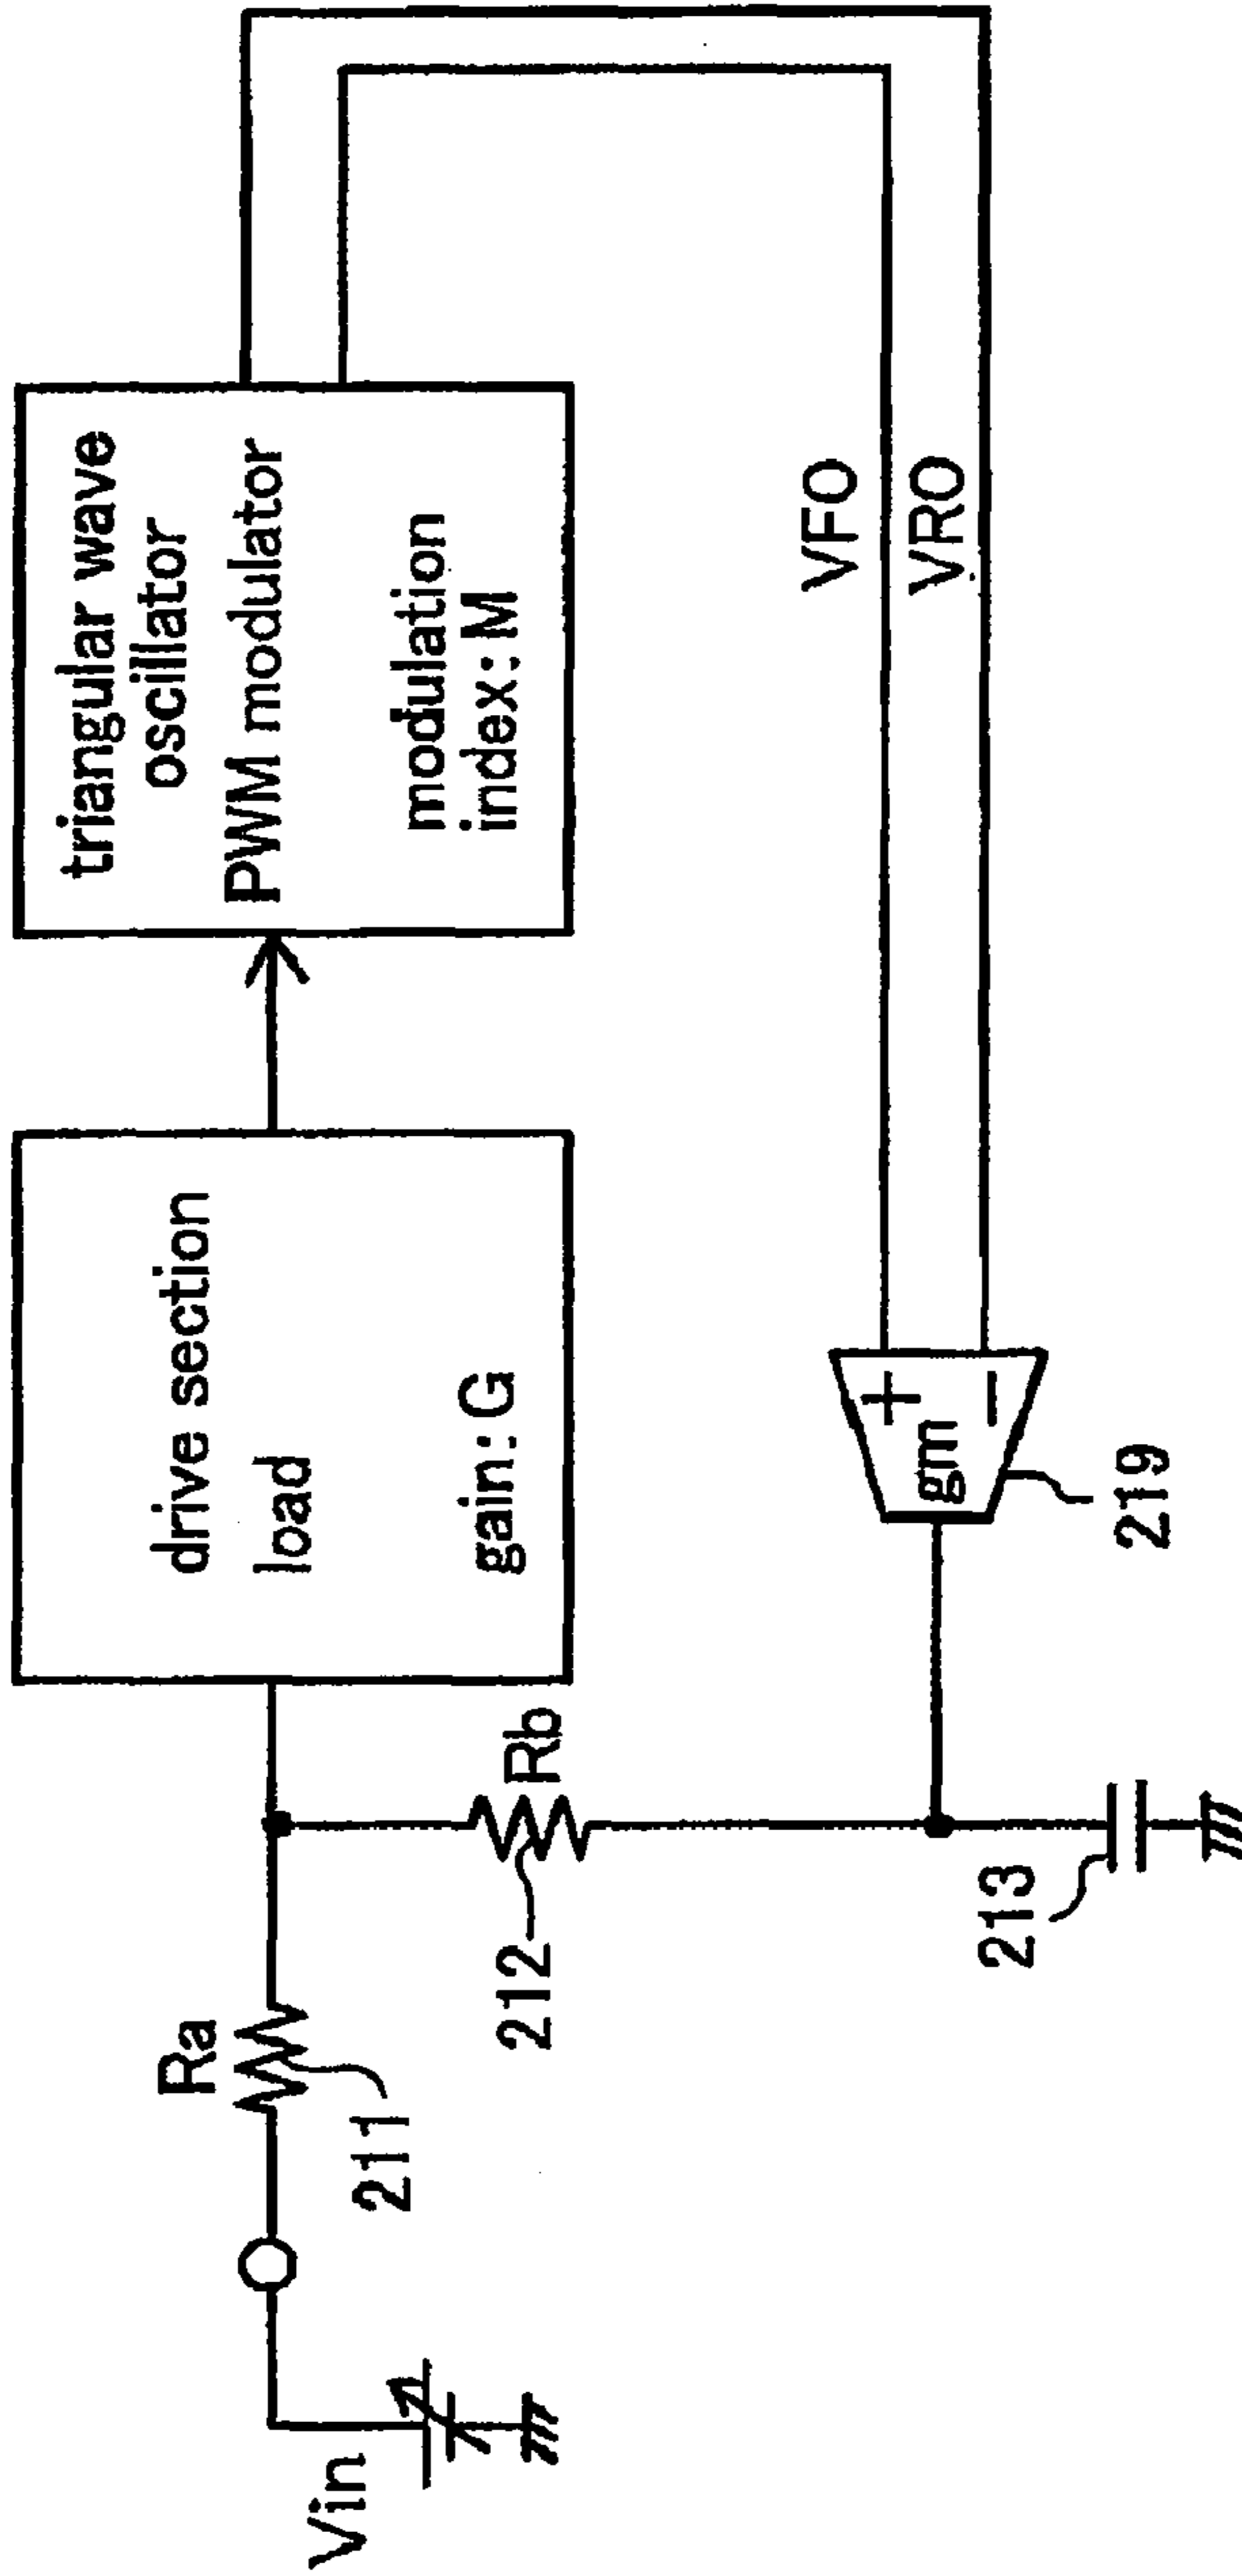 Vin
Ra
211
212
Rb
213
drive section
load
gain:G
triangular wave
oscillator
PWM modulator
modulation
index:M
VFO
VRO
+
gm
−
219